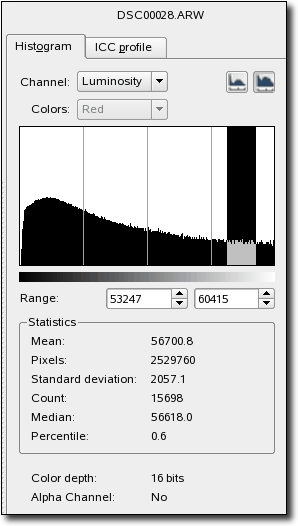 DSC00028.ARW
Histogram ICC profile
Channel: Luminosity
Colors: Red
Range: 53247 60415
Statistics
Mean: 56700.8
Pixels: 2529760
Standard deviation: 2057.1
Count: 15698
Median: 56618.0
Percentile: 0.6
Color depth: 16 bits
Alpha Channel: No